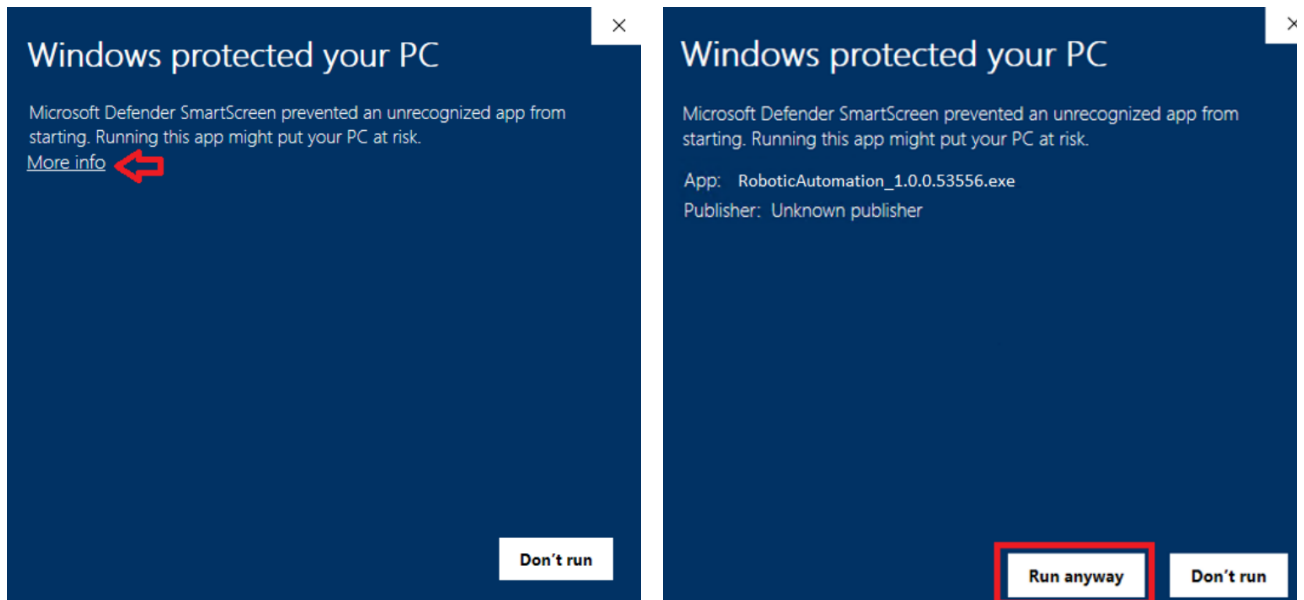 Windows protected your PC
Microsoft Defender SmartScreen prevented an unrecognized app from
starting. Running this app might put your PC at risk.
More info
Don't run
Windows protected your PC
Microsoft Defender SmartScreen prevented an unrecognized app from
starting. Running this app might put your PC at risk.
App: RoboticAutomation_1.0.0.53556.exe
Publisher: Unknown publisher
Run anyway Don't run